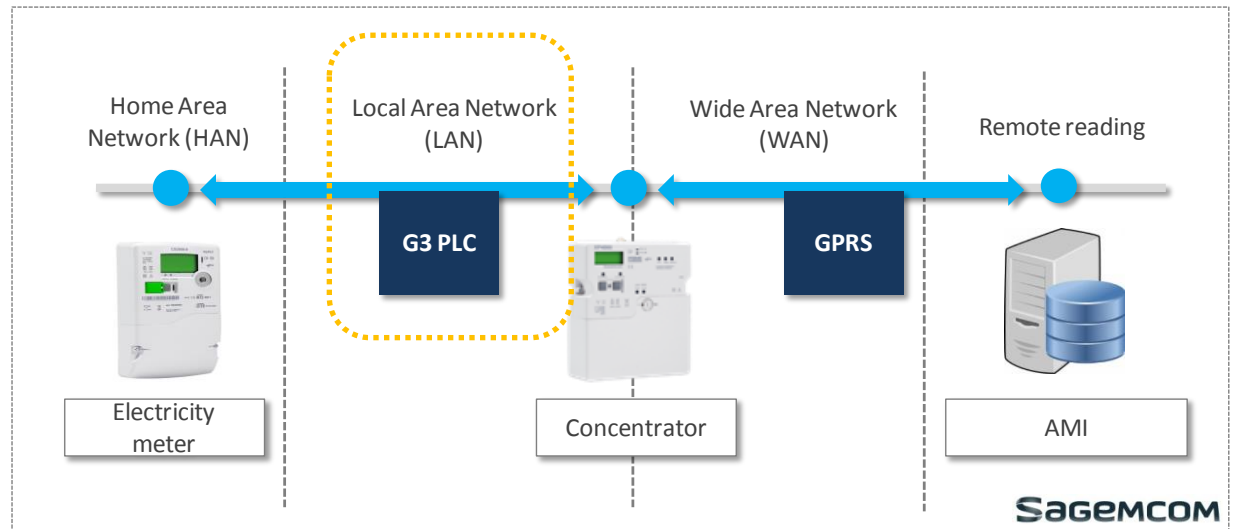 Home Area
Network (HAN)
Local Area Network
(LAN)
Wide Area Network
(WAN)
Remote reading
G3 PLC
GPRS
Electricity
meter
Concentrator
AMI
SAGEMCOM